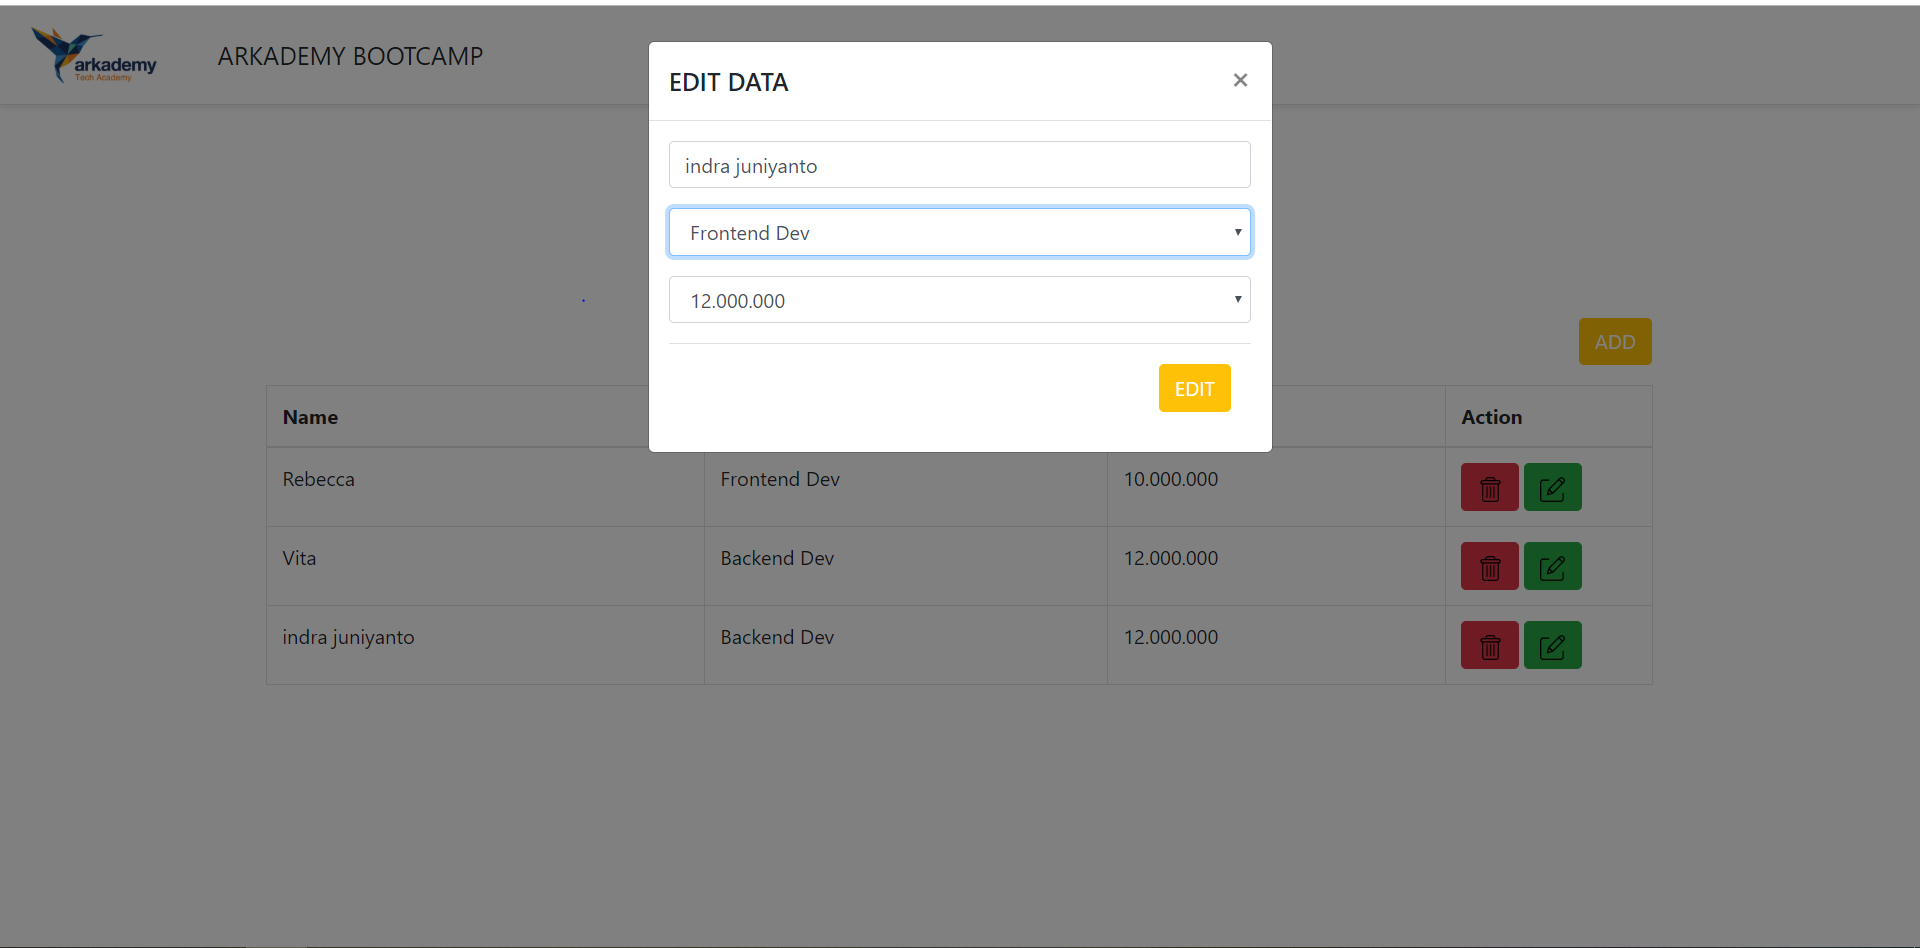 arkademy
Tech Academy
ARKADEMY BOOTCAMP
EDIT DATA
×
indra juniyanto
Frontend Dev
12.000.000
EDIT
ADD
Name Action
Rebecca Frontend Dev 10.000.000
Vita Backend Dev 12.000.000
indra juniyanto Backend Dev 12.000.000